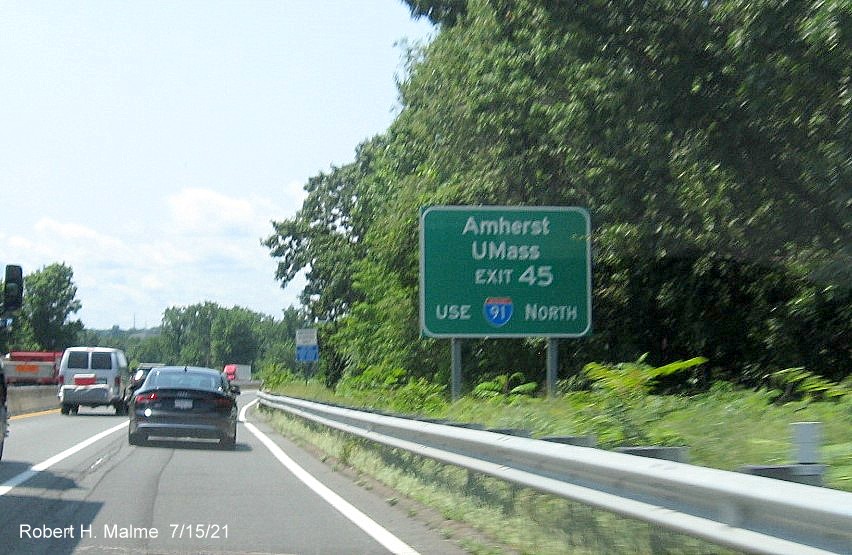 Amherst
UMass
EXIT 45
USE 91 NORTH
Robert H. Malme 7/15/21